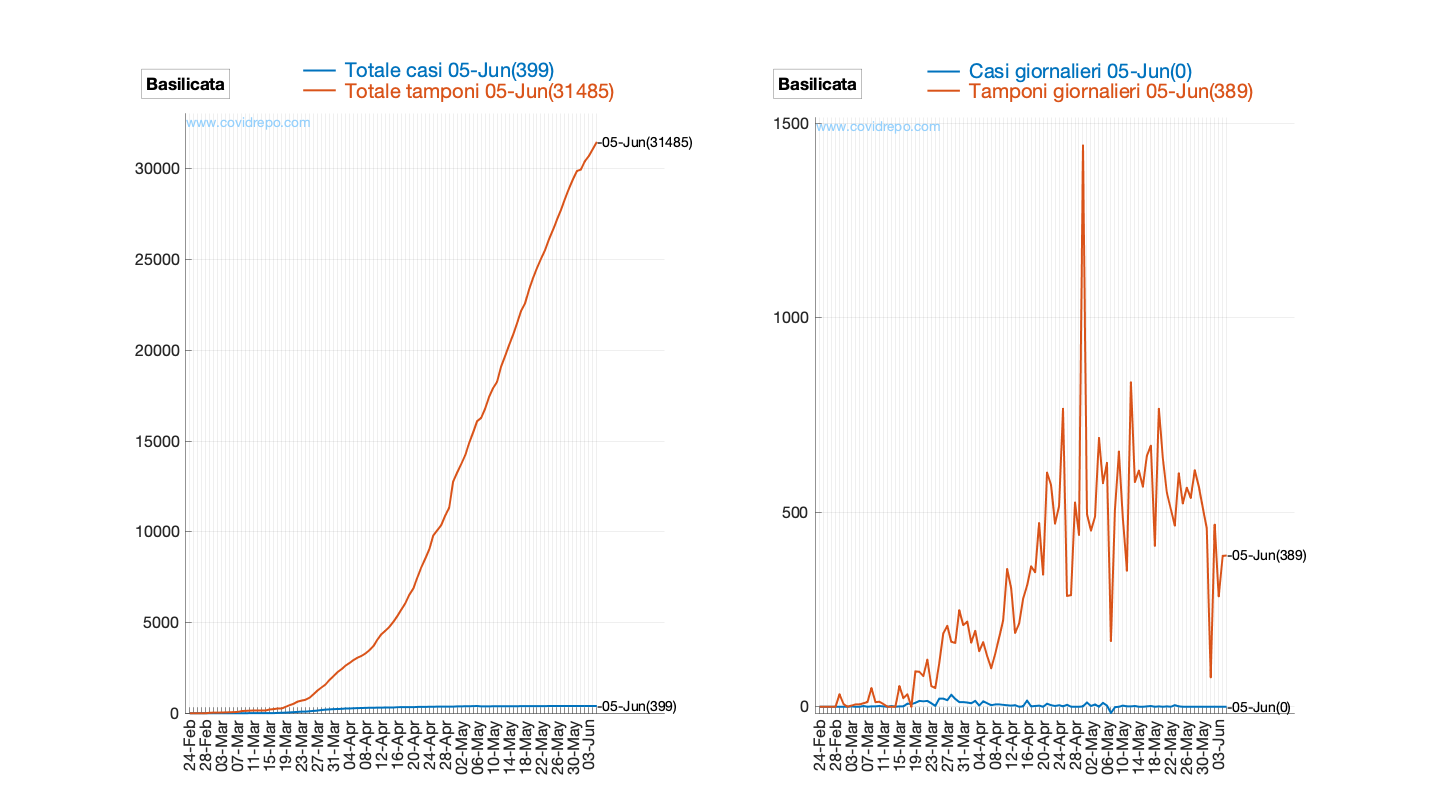 Basilicata
Totale casi 05-Jun(399)
Totale tamponi 05-Jun(31485)
www.covidrepo.com
-05-Jun(31485)
30000
25000
20000
15000
10000
5000
0
-05-Jun(399)
24-Feb
28-Feb
03-Mar
07-Mar
11-Mar
15-Mar
19-Mar
23-Mar
27-Mar
31-Mar
04-Apr
08-Apr
12-Apr
16-Apr
20-Apr
24-Apr
28-Apr
02-May
06-May
10-May
14-May
18-May
22-May
26-May
30-May
03-Jun
Basilicata
Casi giornalieri 05-Jun(0)
Tamponi giornalieri 05-Jun(389)
www.covidrepo.com
1500
1000
500
0
-05-Jun(389)
-05-Jun(0)
24-Feb
28-Feb
03-Mar
07-Mar
11-Mar
15-Mar
19-Mar
23-Mar
27-Mar
31-Mar
04-Apr
08-Apr
12-Apr
16-Apr
20-Apr
24-Apr
28-Apr
02-May
06-May
10-May
14-May
18-May
22-May
26-May
30-May
03-Jun